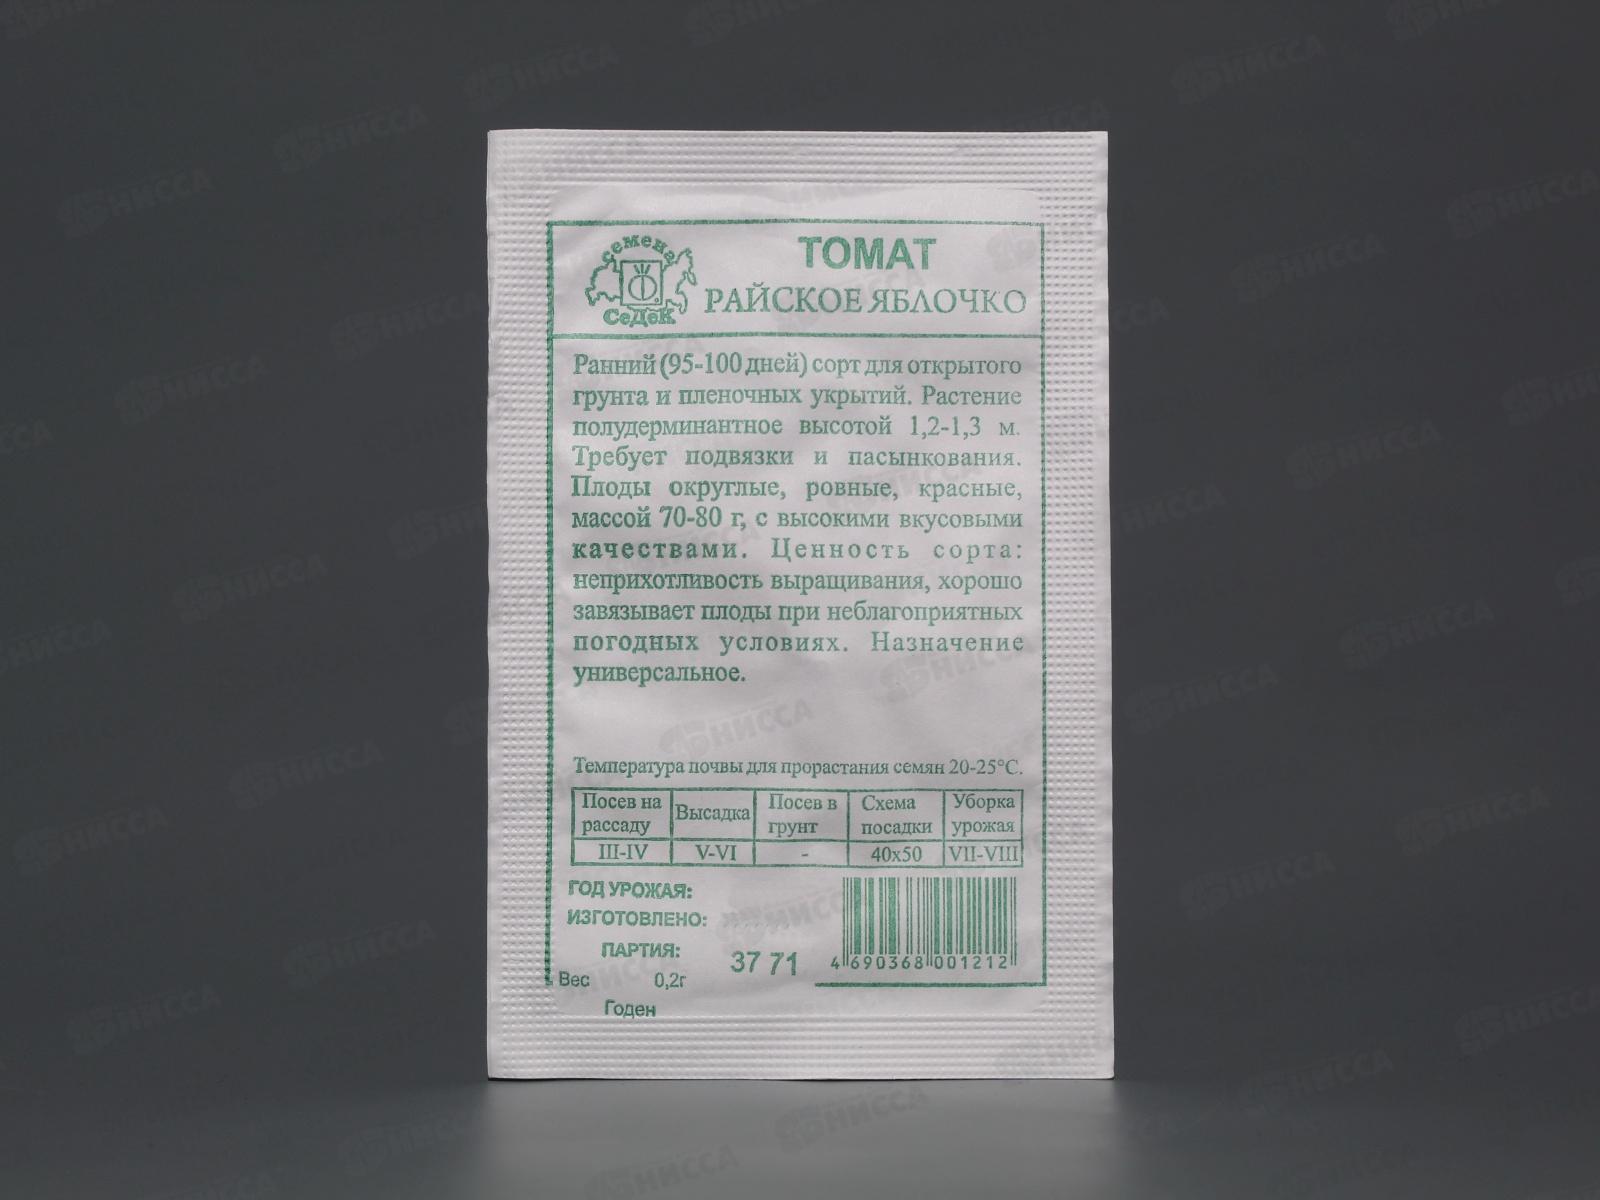 семена
СеДеК
ТОМАТ
РАЙСКОЕ ЯБЛОЧКО
Ранний (95-100 дней) сорт для открытого
грунта и пленочных укрытий. Растение
полудерминантное высотой 1,2-1,3 м.
Требует подвязки и пасынкования.
Плоды округлые, ровные, красные,
массой 70-80 г, с высокими вкусовыми
качествами. Ценность сорта:
неприхотливость выращивания, хорошо
завязывает плоды при неблагоприятных
погодных условиях. Назначение
универсальное.
Температура почвы для прорастания семян 20-25°С.
Посев на рассаду Высадка Посев в грунт Схема посадки Уборка урожая
III-IV V-VI - 40х50 VII-VIII
ГОД УРОЖАЯ:
ИЗГОТОВЛЕНО:
ПАРТИЯ: 37 71
4 690368 001212
Вес 0,2г
Годен
НИССА